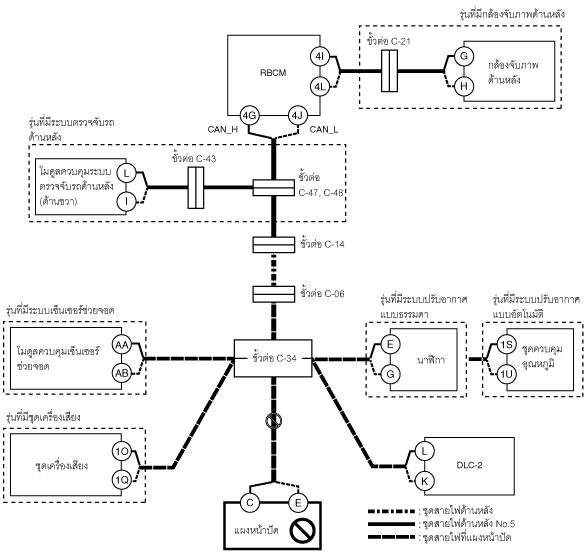 รุ่นที่มีกล้องจับภาพด้านหลัง
ขั้วต่อ C-21
RBCM
4I
4L
G
H
กล้องจับภาพ
ด้านหลัง
4G
4J
CAN_H
CAN_L
รุ่นที่มีระบบตรวจจับรถ
ด้านหลัง
ขั้วต่อ C-43
โมดูลควบคุมระบบ
ตรวจจับรถด้านหลัง
(ด้านขวา)
L
I
ขั้วต่อ
C-47, C-48
ขั้วต่อ C-14
ขั้วต่อ C-06
รุ่นที่มีระบบเซ็นเซอร์ช่วยจอด
โมดูลควบคุมเซ็นเซอร์
ช่วยจอด
AA
AB
ขั้วต่อ C-34
รุ่นที่มีระบบปรับอากาศ
แบบธรรมดา
E
G
นาฬิกา
รุ่นที่มีระบบปรับอากาศ
แบบอัตโนมัติ
1S
1U
ชุดควบคุม
อุณหภูมิ
รุ่นที่มีชุดเครื่องเสียง
ชุดเครื่องเสียง
1O
1Q
L
K
DLC-2
C
E
แผงหน้าปัด
: ชุดสายไฟด้านหลัง
: ชุดสายไฟด้านหลัง No.5
: ชุดสายไฟที่แผงหน้าปัด